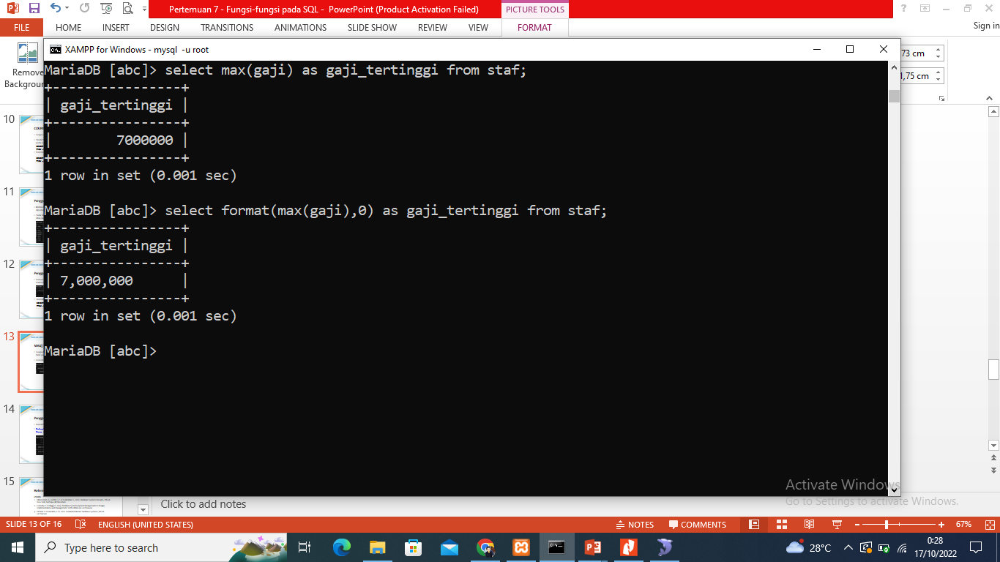 Pertemuan 7 - Fungsi-fungsi pada SQL - PowerPoint (Product Activation Failed)
PICTURE TOOLS
FILE
HOME
INSERT
DESIGN
TRANSITIONS
ANIMATIONS
SLIDE SHOW
REVIEW
VIEW
FORMAT
Sign in
Remove
Background
XAMPP for Windows - mysql -u root
73 cm
1,75 cm
MariaDB [abc]> select max(gaji) as gaji_tertinggi from staf;
+----------------+
| gaji_tertinggi |
+----------------+
|        7000000 |
+----------------+
1 row in set (0.001 sec)
MariaDB [abc]> select format(max(gaji),0) as gaji_tertinggi from staf;
+----------------+
| gaji_tertinggi |
+----------------+
| 7,000,000      |
+----------------+
1 row in set (0.001 sec)
MariaDB [abc]>
10
11
12
13
14
15
Activate Windows
Go to Settings to activate Windows.
Click to add notes
SLIDE 13 OF 16
ENGLISH (UNITED STATES)
NOTES
COMMENTS
67%
Type here to search
28°C
0:28
17/10/2022